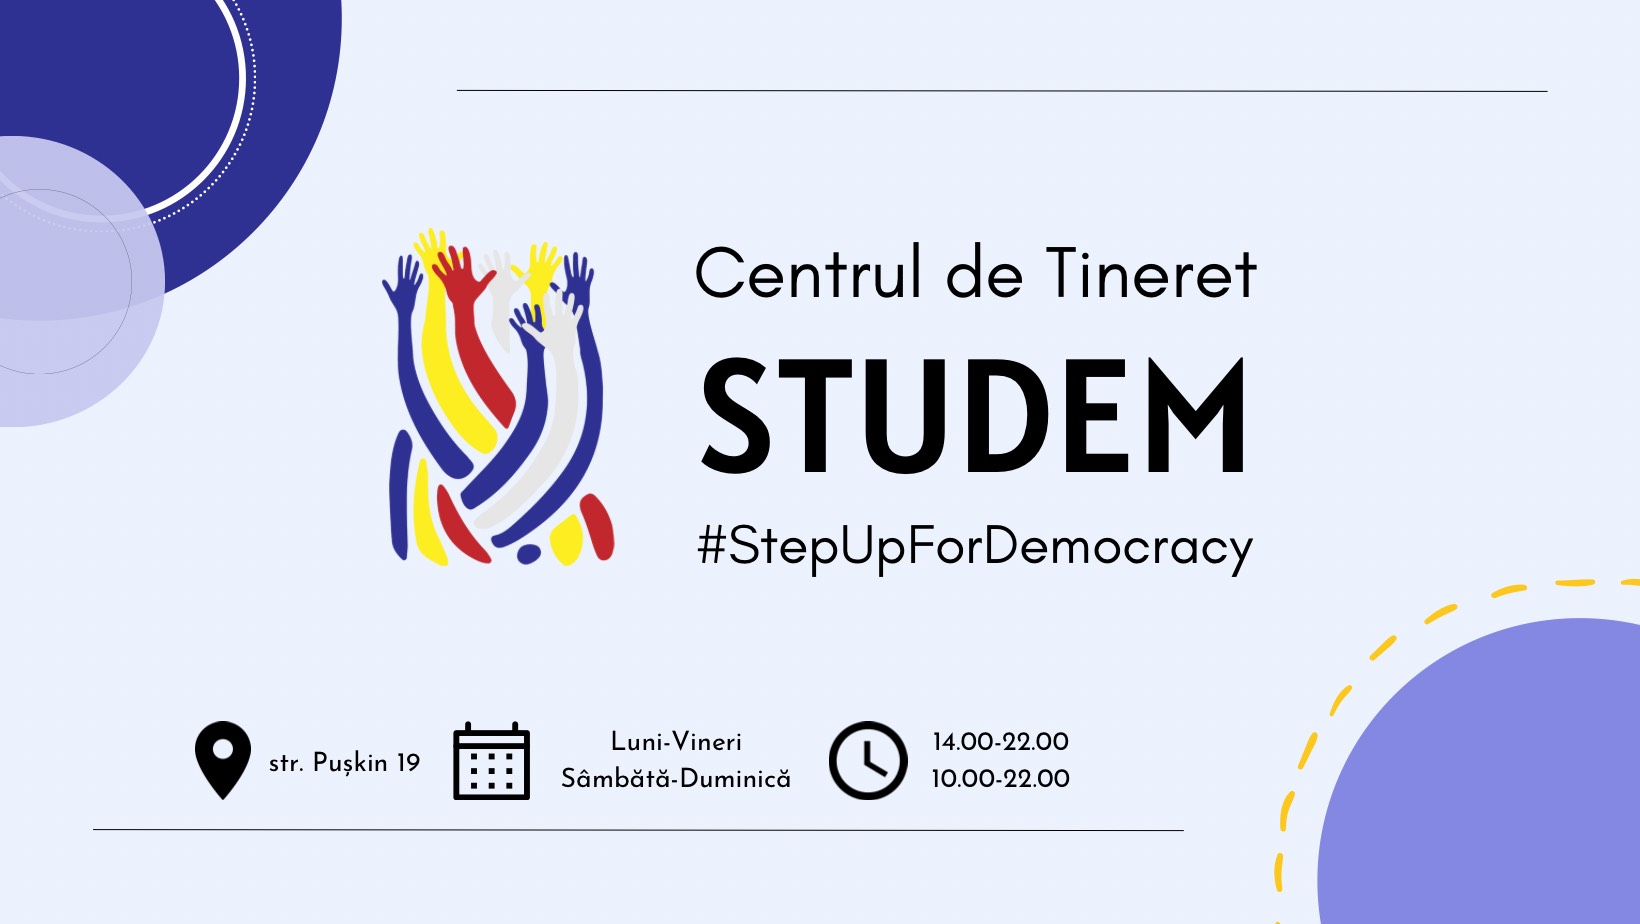 Centrul de Tineret
STUDEM
#StepUpForDemocracy
str. Pușkin 19
Luni-Vineri
Sâmbătă-Duminică
14.00-22.00
10.00-22.00